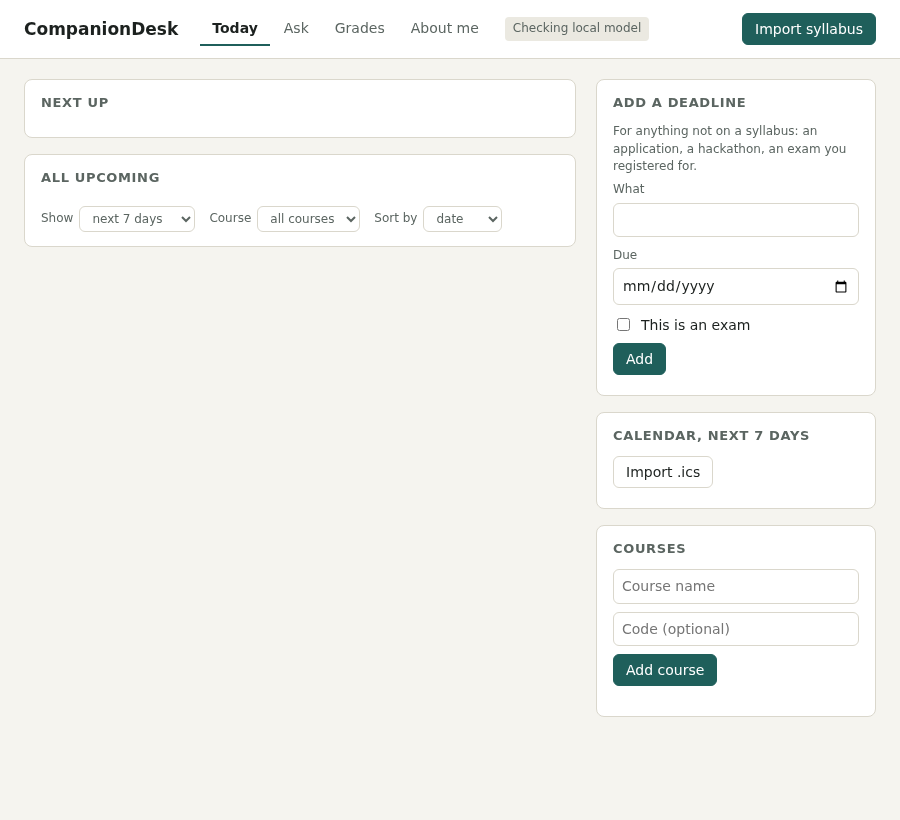 CompanionDesk
Today
Ask
Grades
About me
Checking local model
Import syllabus
NEXT UP
ALL UPCOMING
Show
next 7 days
Course
all courses
Sort by
date
ADD A DEADLINE
For anything not on a syllabus: an
application, a hackathon, an exam you
registered for.
What
Due
mm/dd/yyyy
This is an exam
Add
CALENDAR, NEXT 7 DAYS
Import .ics
COURSES
Course name
Code (optional)
Add course